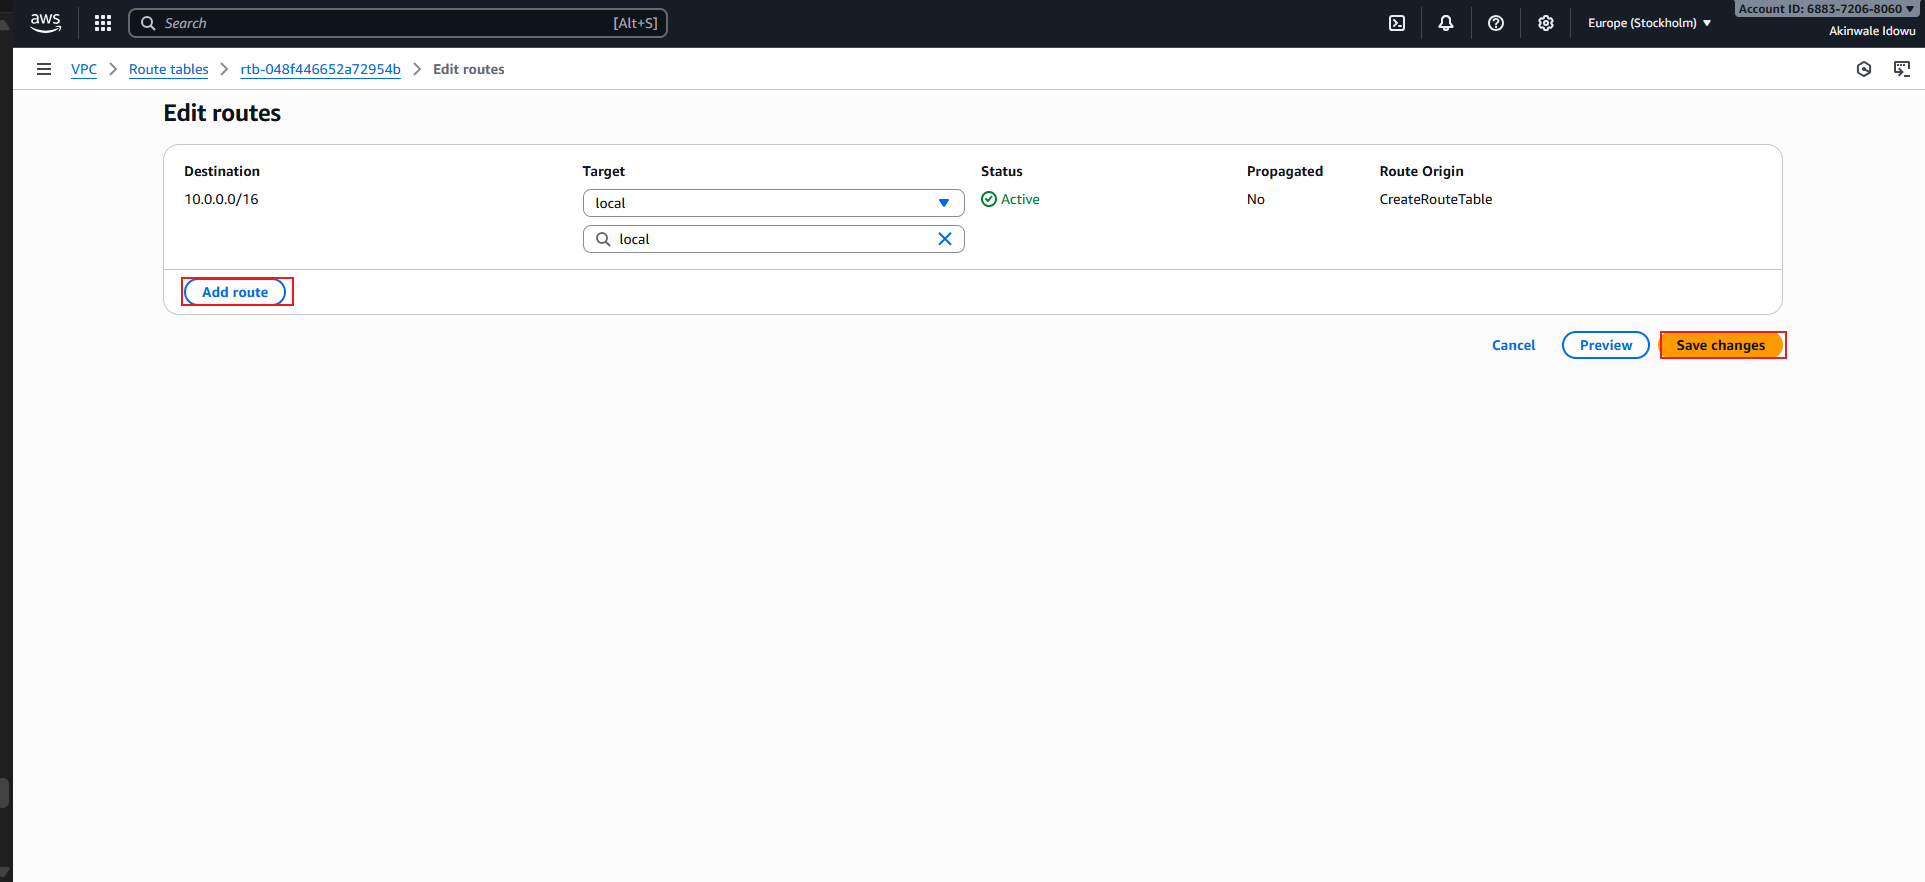 aws
Search [Alt+S]
Europe (Stockholm)
Account ID: 6883-7206-8060
Akinwale Idowu
VPC Route tables rtb-048f446652a72954b Edit routes
Edit routes
Destination Target Status Propagated Route Origin
10.0.0.0/16 local Active No CreateRouteTable
local
Add route
Cancel Preview Save changes